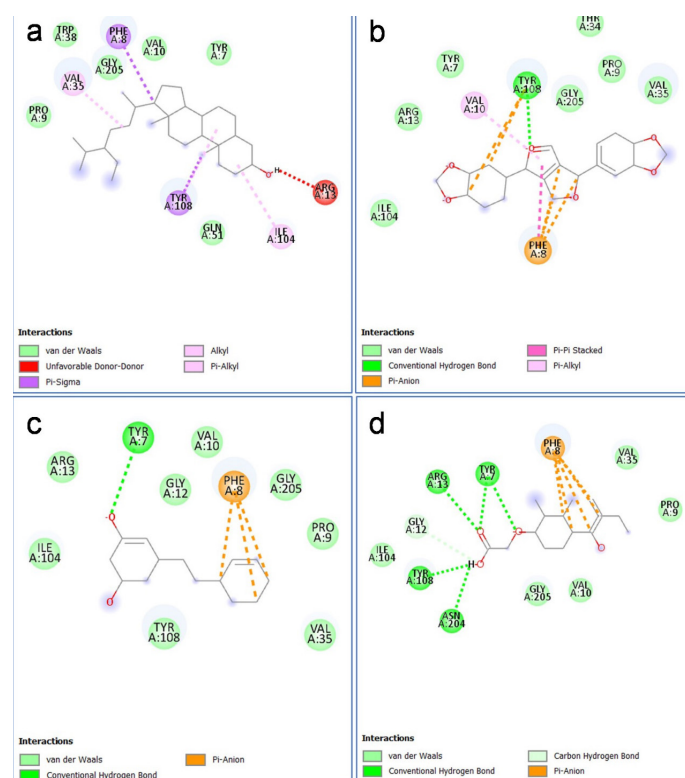 a
TRP
A:38
PHE
A:8
VAL
A:10
TYR
A:7
GLY
A:205
VAL
A:35
PRO
A:9
H
O
ARG
A:13
TYR
A:108
GLN
A:51
ILE
A:104
Interactions
van der Waals
Unfavorable Donor-Donor
Pi-Sigma
Alkyl
Pi-Alkyl
b
THR
A:34
TYR
A:7
TYR
A:108
PRO
A:9
VAL
A:35
VAL
A:10
GLY
A:205
ARG
A:13
O
O
O
O
O
O
ILE
A:104
PHE
A:8
Interactions
van der Waals
Conventional Hydrogen Bond
Pi-Anion
Pi-Pi Stacked
Pi-Alkyl
c
TYR
A:7
VAL
A:10
ARG
A:13
GLY
A:12
PHE
A:8
GLY
A:205
PRO
A:9
O
ILE
A:104
O
TYR
A:108
VAL
A:35
Interactions
van der Waals
Conventional Hydrogen Bond
Pi-Anion
d
PHE
A:8
VAL
A:35
TYR
A:7
ARG
A:13
PRO
A:9
GLY
A:12
O
O
O
ILE
A:104
H
O
TYR
A:108
GLY
A:205
VAL
A:10
ASN
A:204
Interactions
van der Waals
Conventional Hydrogen Bond
Carbon Hydrogen Bond
Pi-Anion